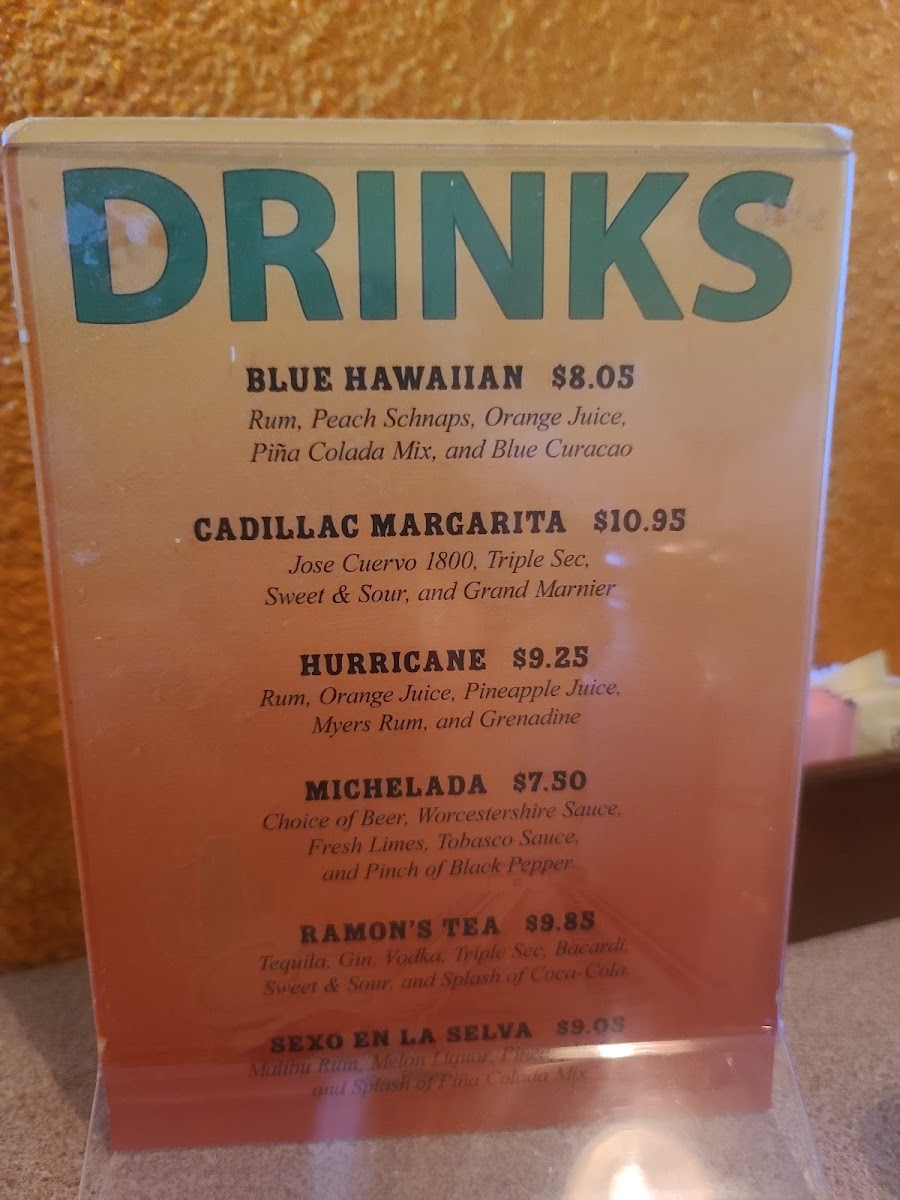 DRINKS
BLUE HAWAIIAN $8.05
Rum, Peach Schnaps, Orange Juice,
Piña Colada Mix, and Blue Curacao
CADILLAC MARGARITA $10.95
Jose Cuervo 1800, Triple Sec,
Sweet & Sour, and Grand Marnier
HURRICANE $9.25
Rum, Orange Juice, Pineapple Juice,
Myers Rum, and Grenadine
MICHELADA $7.50
Choice of Beer, Worcestershire Sauce,
Fresh Limes, Tobasco Sauce,
and Pinch of Black Pepper
RAMON'S TEA $9.85
Tequila, Gin, Vodka, Triple Sec, Bacardi,
Sweet & Sour, and Splash of Coca-Cola.
SEXO EN LA SELVA $9.05
Malibu Rum, Melon Liquor,
and Splash of Piña Colada Mix